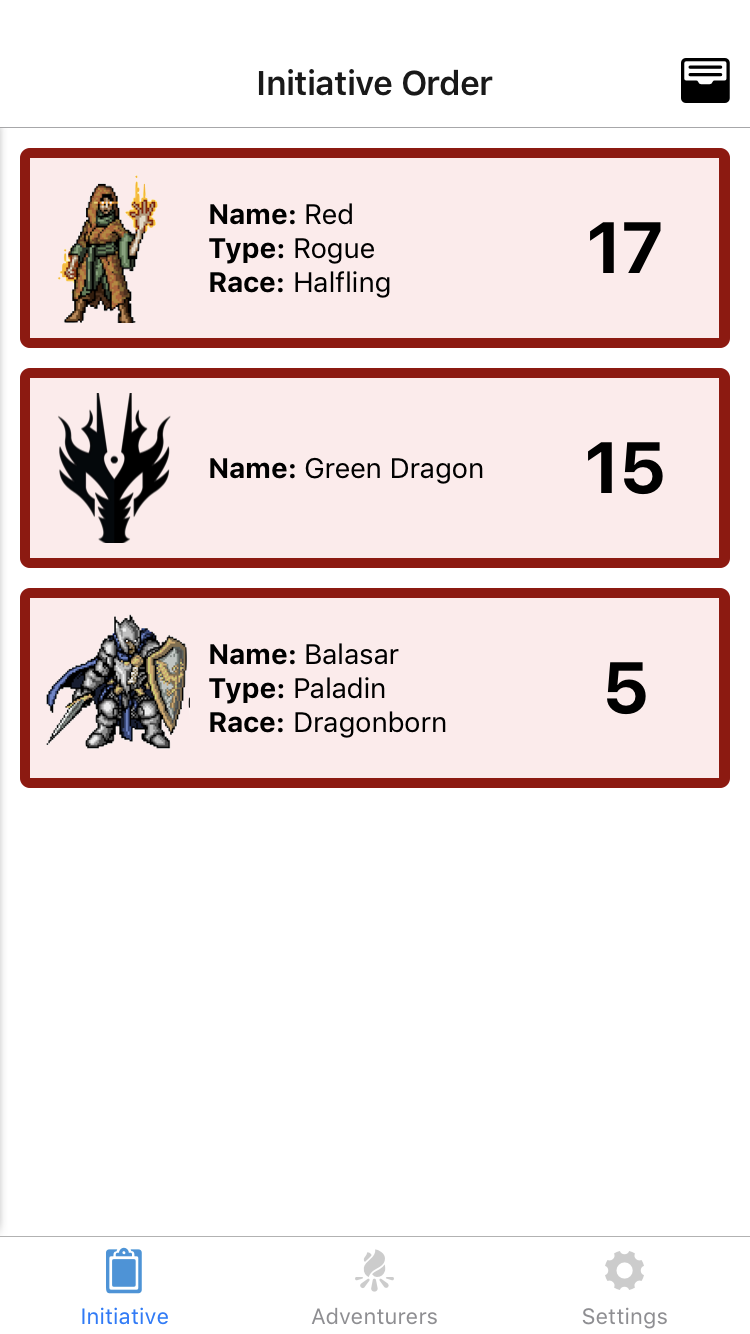 Initiative Order
Name: Red
Type: Rogue
Race: Halfling
17
Name: Green Dragon
15
Name: Balasar
Type: Paladin
Race: Dragonborn
5
Initiative
Adventurers
Settings